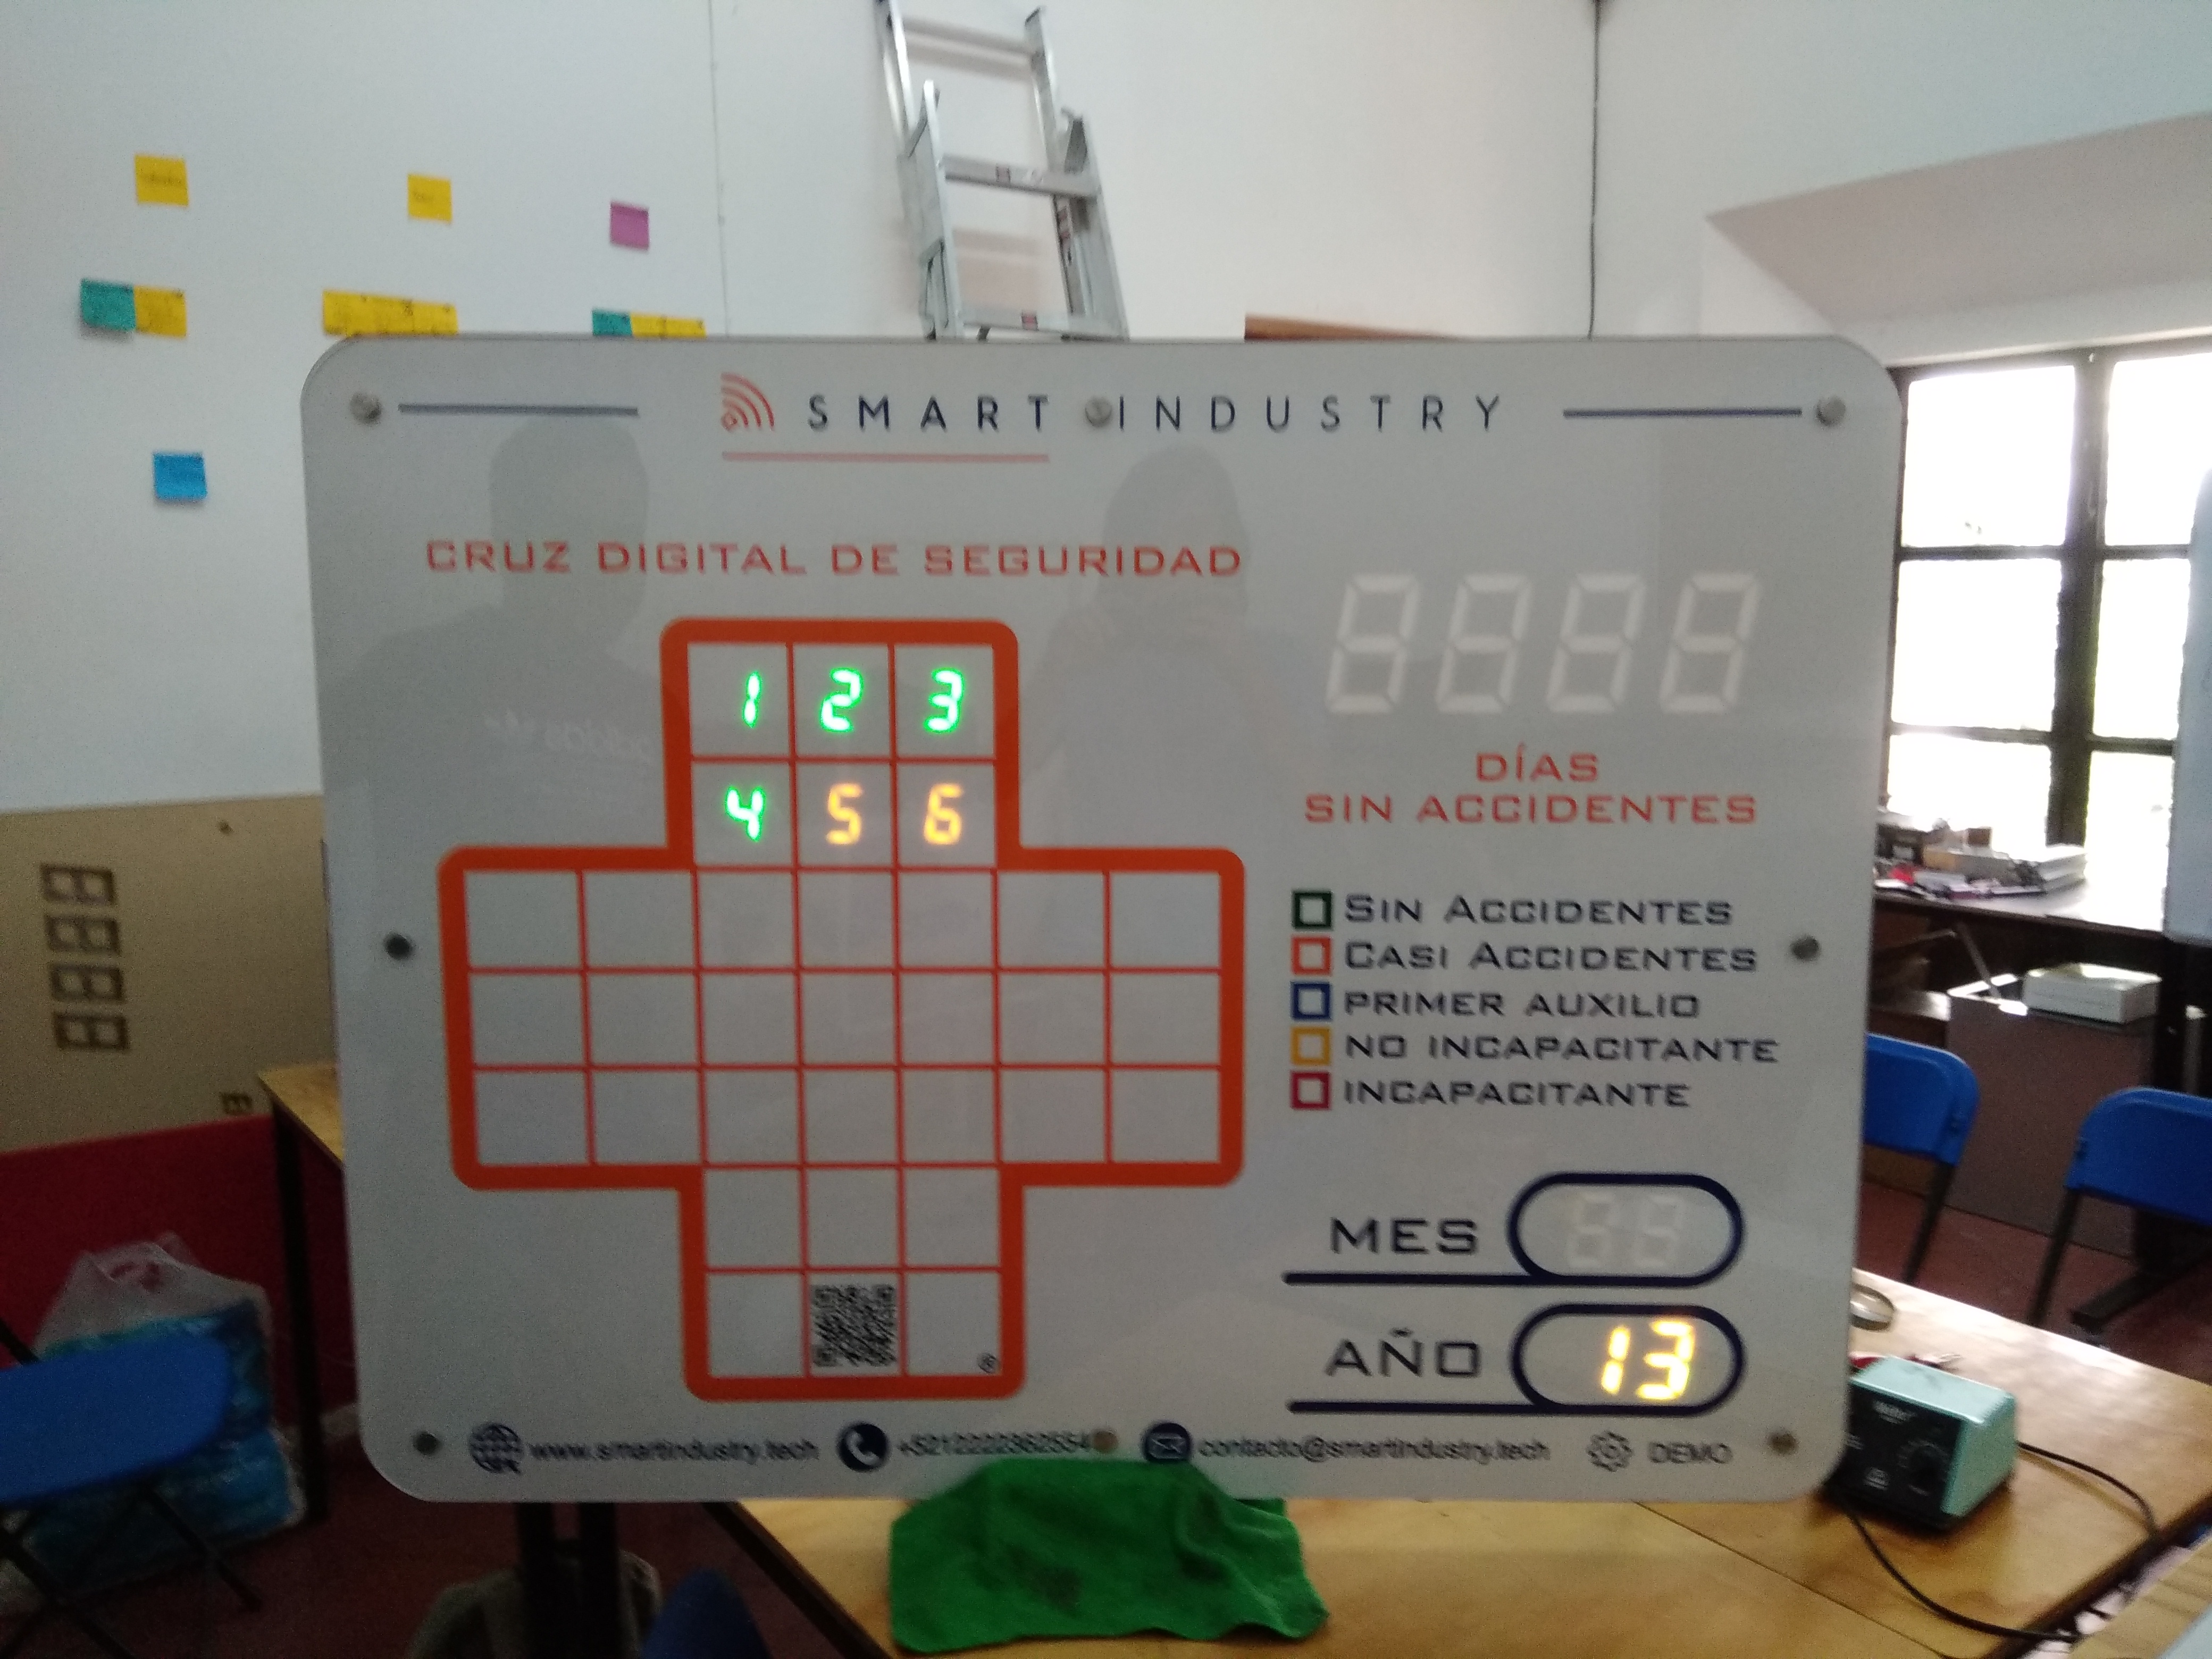 SMART INDUSTRY
CRUZ DIGITAL DE SEGURIDAD
1 2 3
4 5 6
DÍAS
SIN ACCIDENTES
SIN ACCIDENTES
CASI ACCIDENTES
PRIMER AUXILIO
NO INCAPACITANTE
INCAPACITANTE
MES
AÑO 13
®
www.smartindustry.tech contacto@smartindustry.tech DEMO